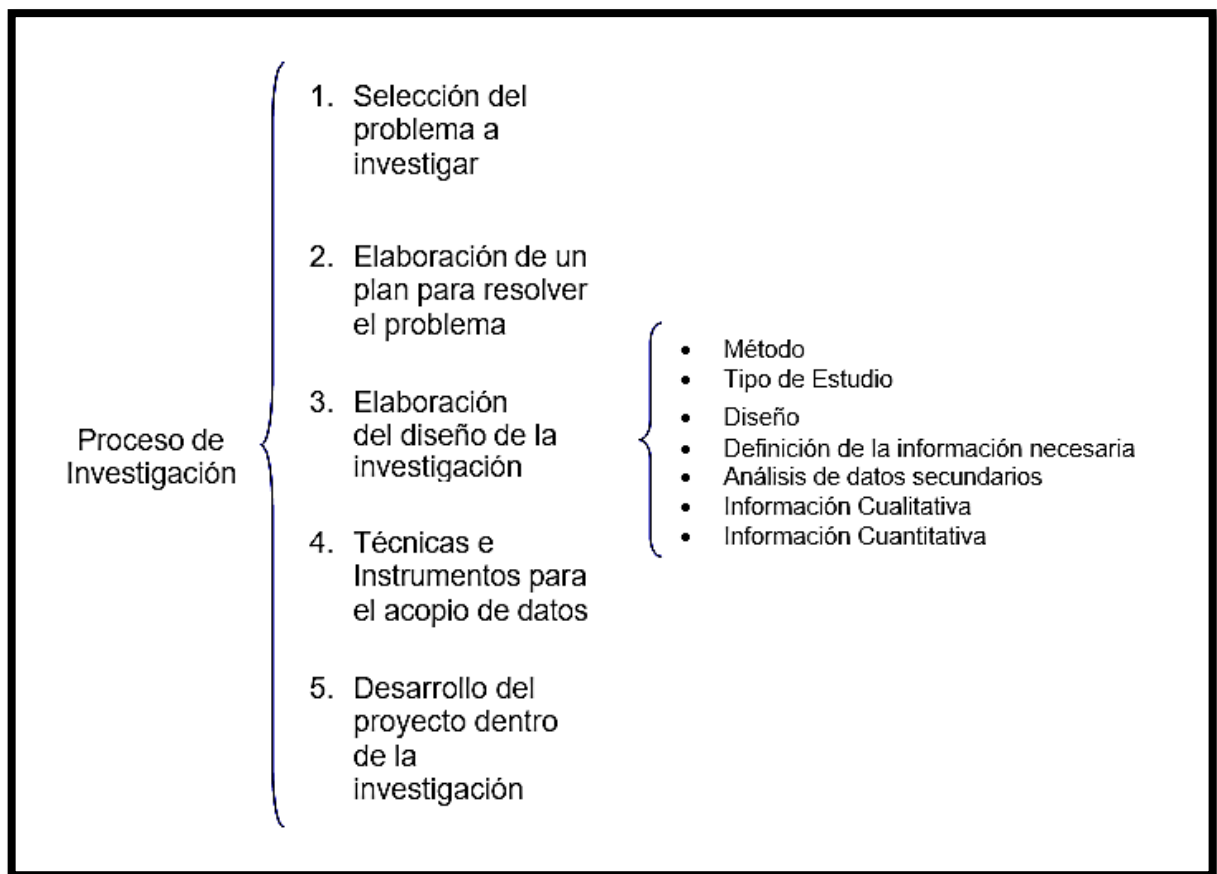 Proceso de
Investigación
1. Selección del
problema a
investigar
2. Elaboración de un
plan para resolver
el problema
3. Elaboración
del diseño de la
investigación
4. Técnicas e
Instrumentos para
el acopio de datos
5. Desarrollo del
proyecto dentro
de la
investigación
• Método
• Tipo de Estudio
• Diseño
• Definición de la información necesaria
• Análisis de datos secundarios
• Información Cualitativa
• Información Cuantitativa